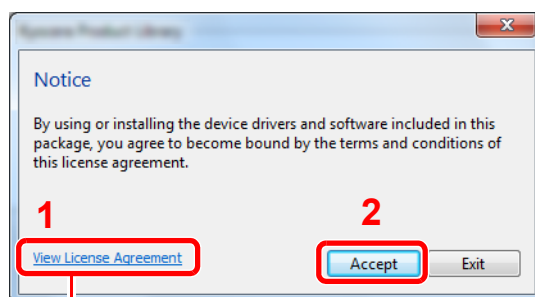 Notice
By using or installing the device drivers and software included in this
package, you agree to become bound by the terms and conditions of
this license agreement.
1
2
View License Agreement
Accept
Exit